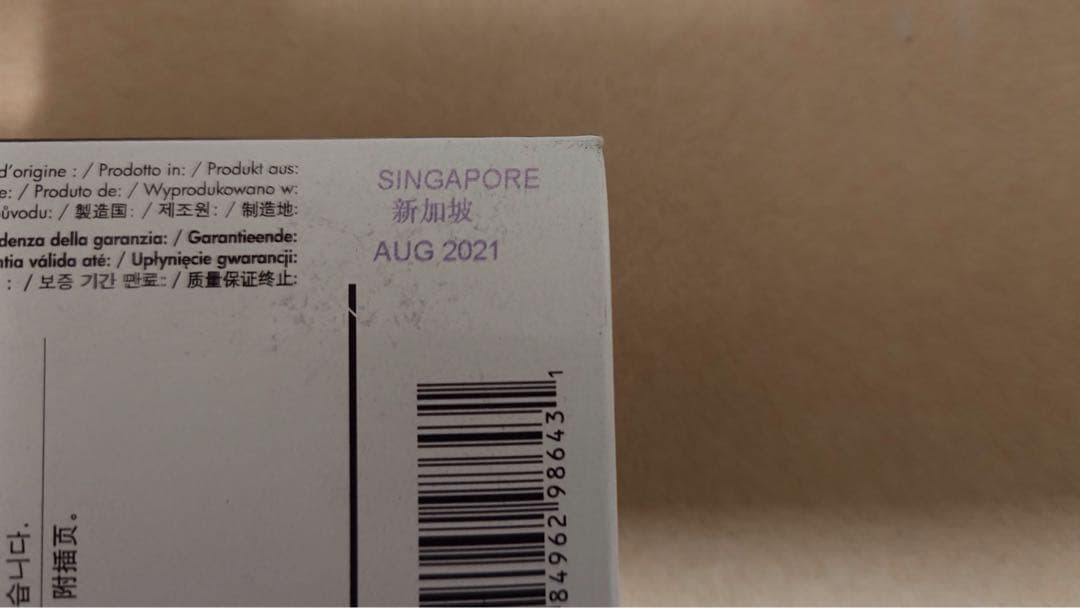 d'origine : / Prodotto in: / Produkt aus:
e: / Produto de: / Wyprodukowano w:
ůvodu: / 製造国: / 제조원: / 制造地:
denza della garanzia: / Garantieende:
ntia válida até: / Upłynięcie gwarancji:
: / 보증 기간 만료: / 质量保证终止:
SINGAPORE
新加坡
AUG 2021
습니다.
附插页。
84962 98643 1